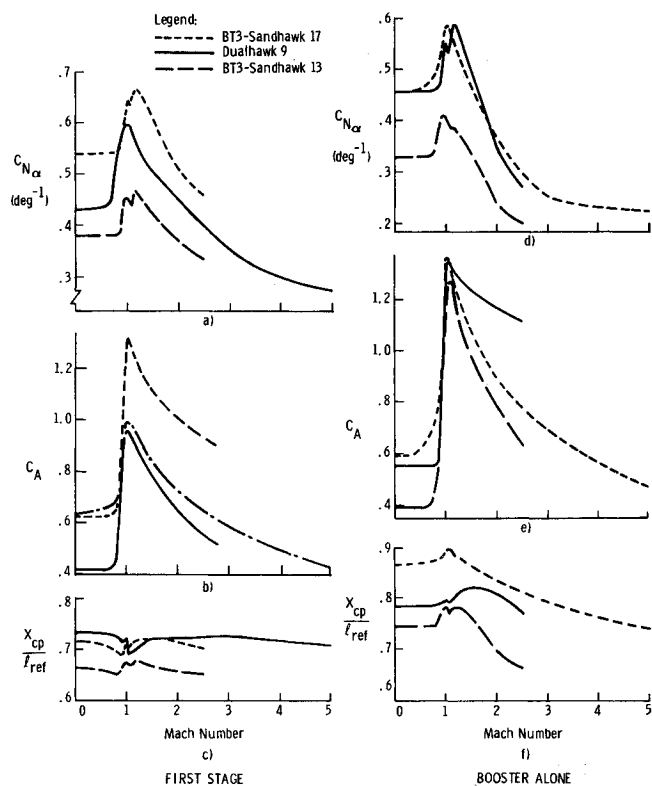 Legend:
BT3-Sandhawk 17
Dualhawk 9
BT3-Sandhawk 13
.7
.6
.5
.4
.3
C_Nα
(deg⁻¹)
a)
1.2
1.0
0.8
0.6
.4
C_A
b)
.8
.7
.6
X_cp
ℓ_ref
0 1 2 3 4 5
Mach Number
c)
FIRST STAGE
.6
.5
.4
.3
.2
C_Nα
(deg⁻¹)
d)
1.2
1.0
.8
.6
.4
C_A
e)
.9
.8
.7
.6
X_cp
ℓ_ref
0 1 2 3 4 5
Mach Number
f)
BOOSTER ALONE